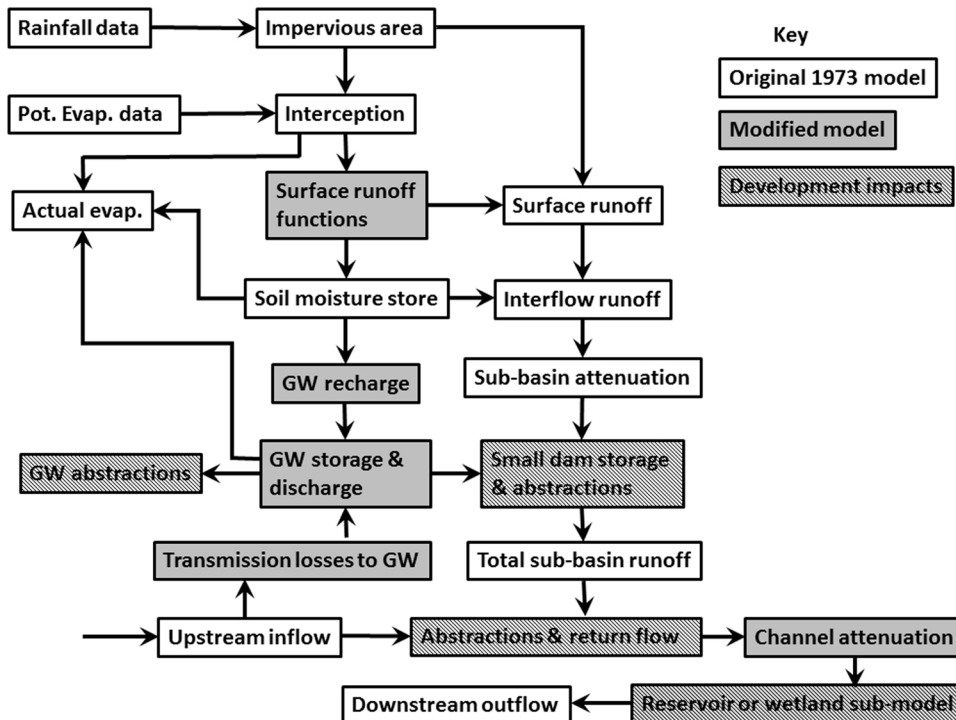 Rainfall data
Impervious area
Key
Original 1973 model
Pot. Evap. data
Interception
Modified model
Surface runoff
functions
Development impacts
Actual evap.
Surface runoff
Soil moisture store
Interflow runoff
GW recharge
Sub-basin attenuation
GW abstractions
GW storage &
discharge
Small dam storage
& abstractions
Transmission losses to GW
Total sub-basin runoff
Upstream inflow
Abstractions & return flow
Channel attenuation
Downstream outflow
Reservoir or wetland sub-model